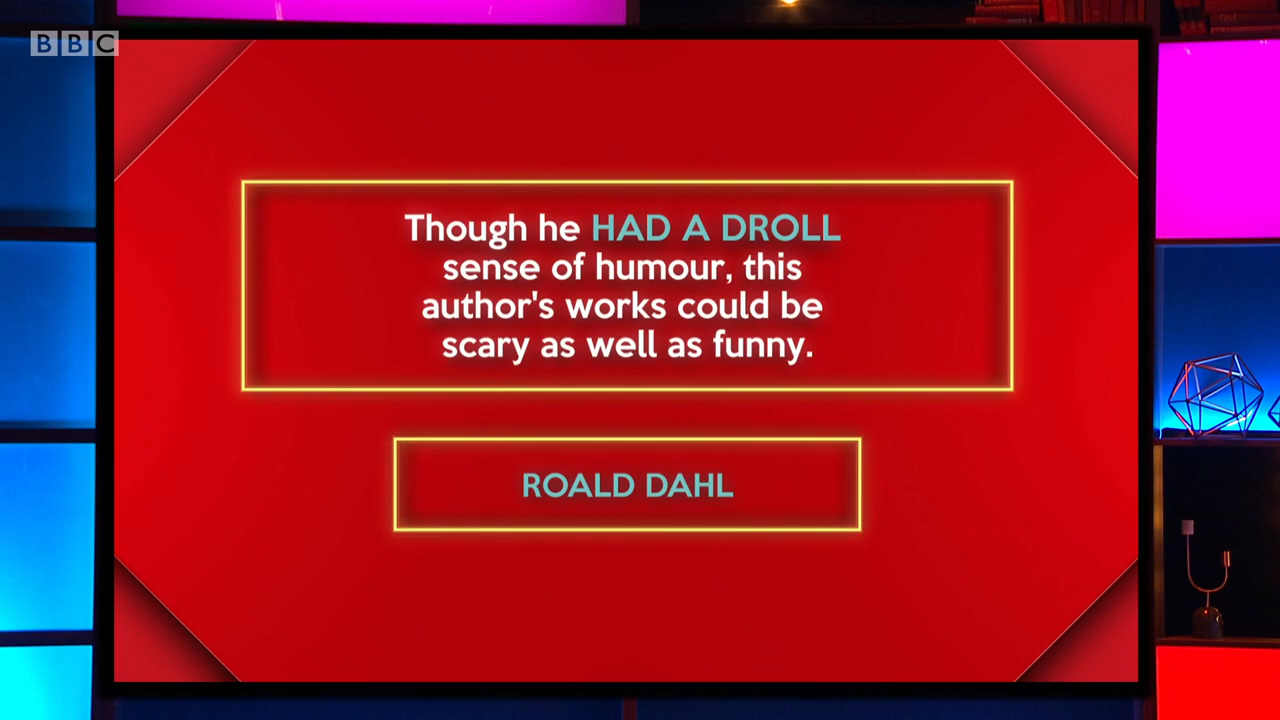 BBC
Though he HAD A DROLL
sense of humour, this
author's works could be
scary as well as funny.
ROALD DAHL